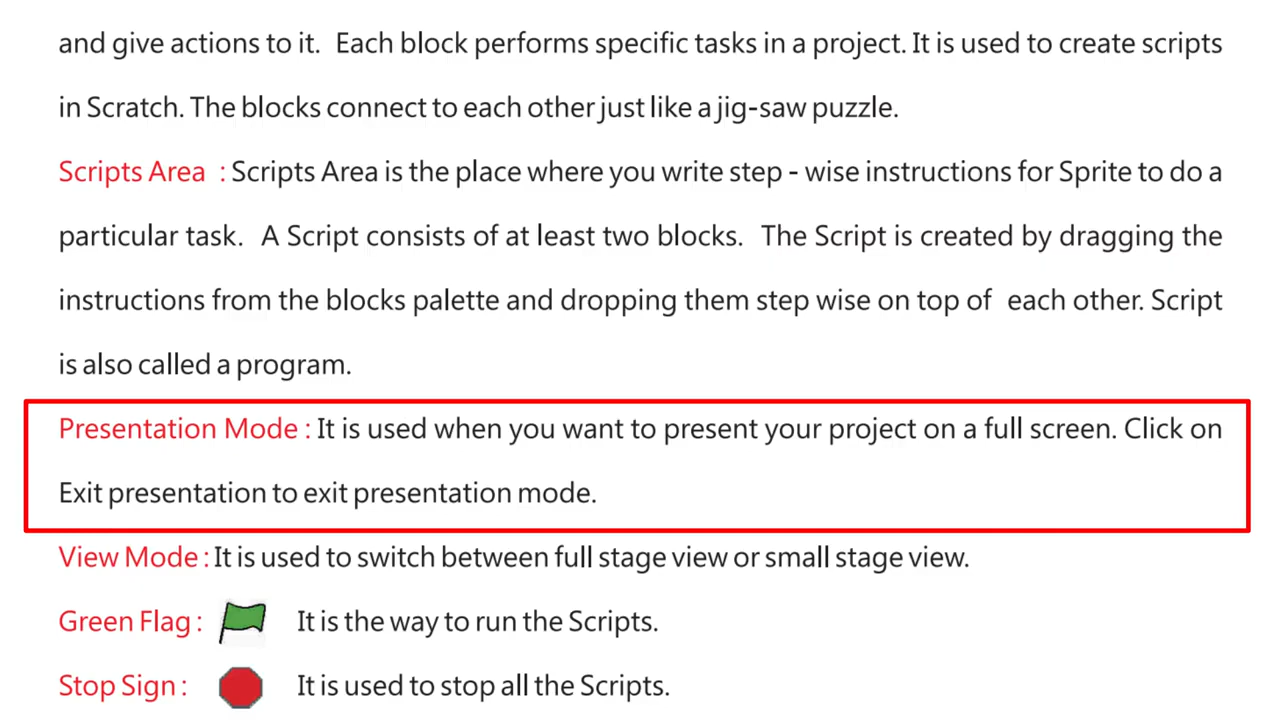 and give actions to it. Each block performs specific tasks in a project. It is used to create scripts
in Scratch. The blocks connect to each other just like a jig-saw puzzle.
Scripts Area : Scripts Area is the place where you write step - wise instructions for Sprite to do a
particular task. A Script consists of at least two blocks. The Script is created by dragging the
instructions from the blocks palette and dropping them step wise on top of each other. Script
is also called a program.
Presentation Mode : It is used when you want to present your project on a full screen. Click on
Exit presentation to exit presentation mode.
View Mode : It is used to switch between full stage view or small stage view.
Green Flag : It is the way to run the Scripts.
Stop Sign : It is used to stop all the Scripts.